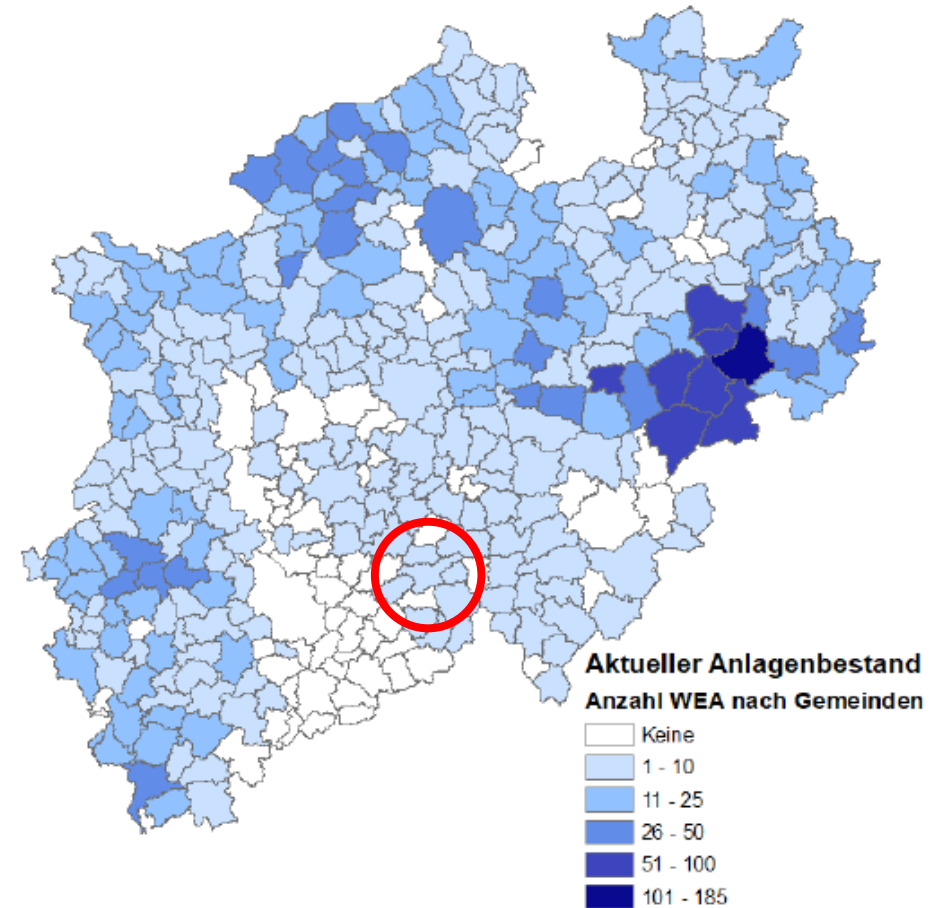 Aktueller Anlagenbestand
Anzahl WEA nach Gemeinden
Keine
1 - 10
11 - 25
26 - 50
51 - 100
101 - 185